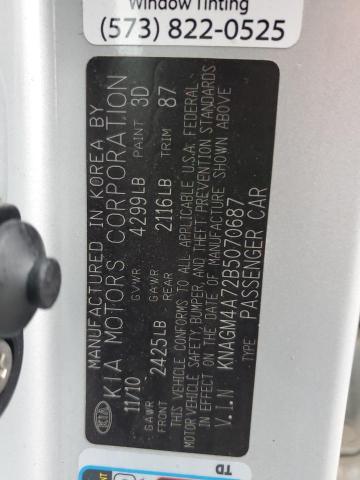 Window Tinting
(573) 822-0525
MANUFACTURED IN KOREA BY
KIA KIA MOTORS CORPORATION
11/10 GVWR 4299LB PAINT 3D
GAWR FRONT 2425LB GAWR REAR 2116LB TRIM 87
THIS VEHICLE CONFORMS TO ALL APPLICABLE U.S.A. FEDERAL
MOTOR VEHICLE SAFETY, BUMPER, AND THEFT PREVENTION STANDARDS
IN EFFECT ON THE DATE OF MANUFACTURE SHOWN ABOVE
V.I.N KNAGM4A72B5070687
TYPE PASSENGER CAR
TD